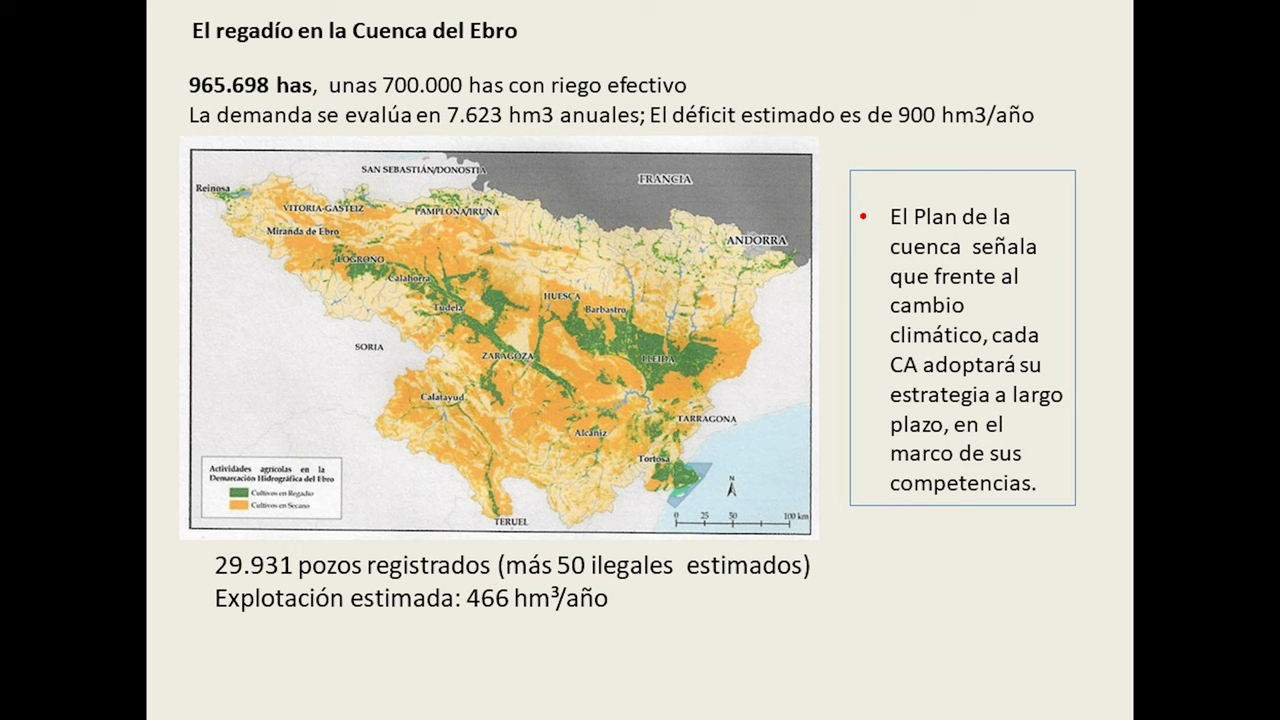 El regadío en la Cuenca del Ebro
965.698 has, unas 700.000 has con riego efectivo
La demanda se evalúa en 7.623 hm3 anuales; El déficit estimado es de 900 hm3/año
SAN SEBASTIÁN/DONOSTIA
FRANCIA
Reinosa
VITORIA-GASTEIZ
PAMPLONA/IRUÑA
Miranda de Ebro
ANDORRA
LOGROÑO
Calahorra
HUESCA
Tudela
Barbastro
SORIA
ZARAGOZA
LLEIDA
Calatayud
TARRAGONA
Alcañiz
Tortosa
Actividades agrícolas en la
Demarcación Hidrográfica del Ebro
Cultivos en Regadío
Cultivos en Secano
N
0 25 50 100 km
TERUEL
• El Plan de la
cuenca señala
que frente al
cambio
climático, cada
CA adoptará su
estrategia a largo
plazo, en el
marco de sus
competencias.
29.931 pozos registrados (más 50 ilegales estimados)
Explotación estimada: 466 hm³/año